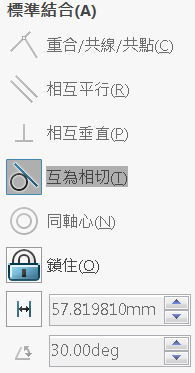 標準結合(A)
重合/共線/共點(C)
相互平行(R)
相互垂直(P)
互為相切(T)
同軸心(N)
鎖住(O)
57.819810mm
30.00deg